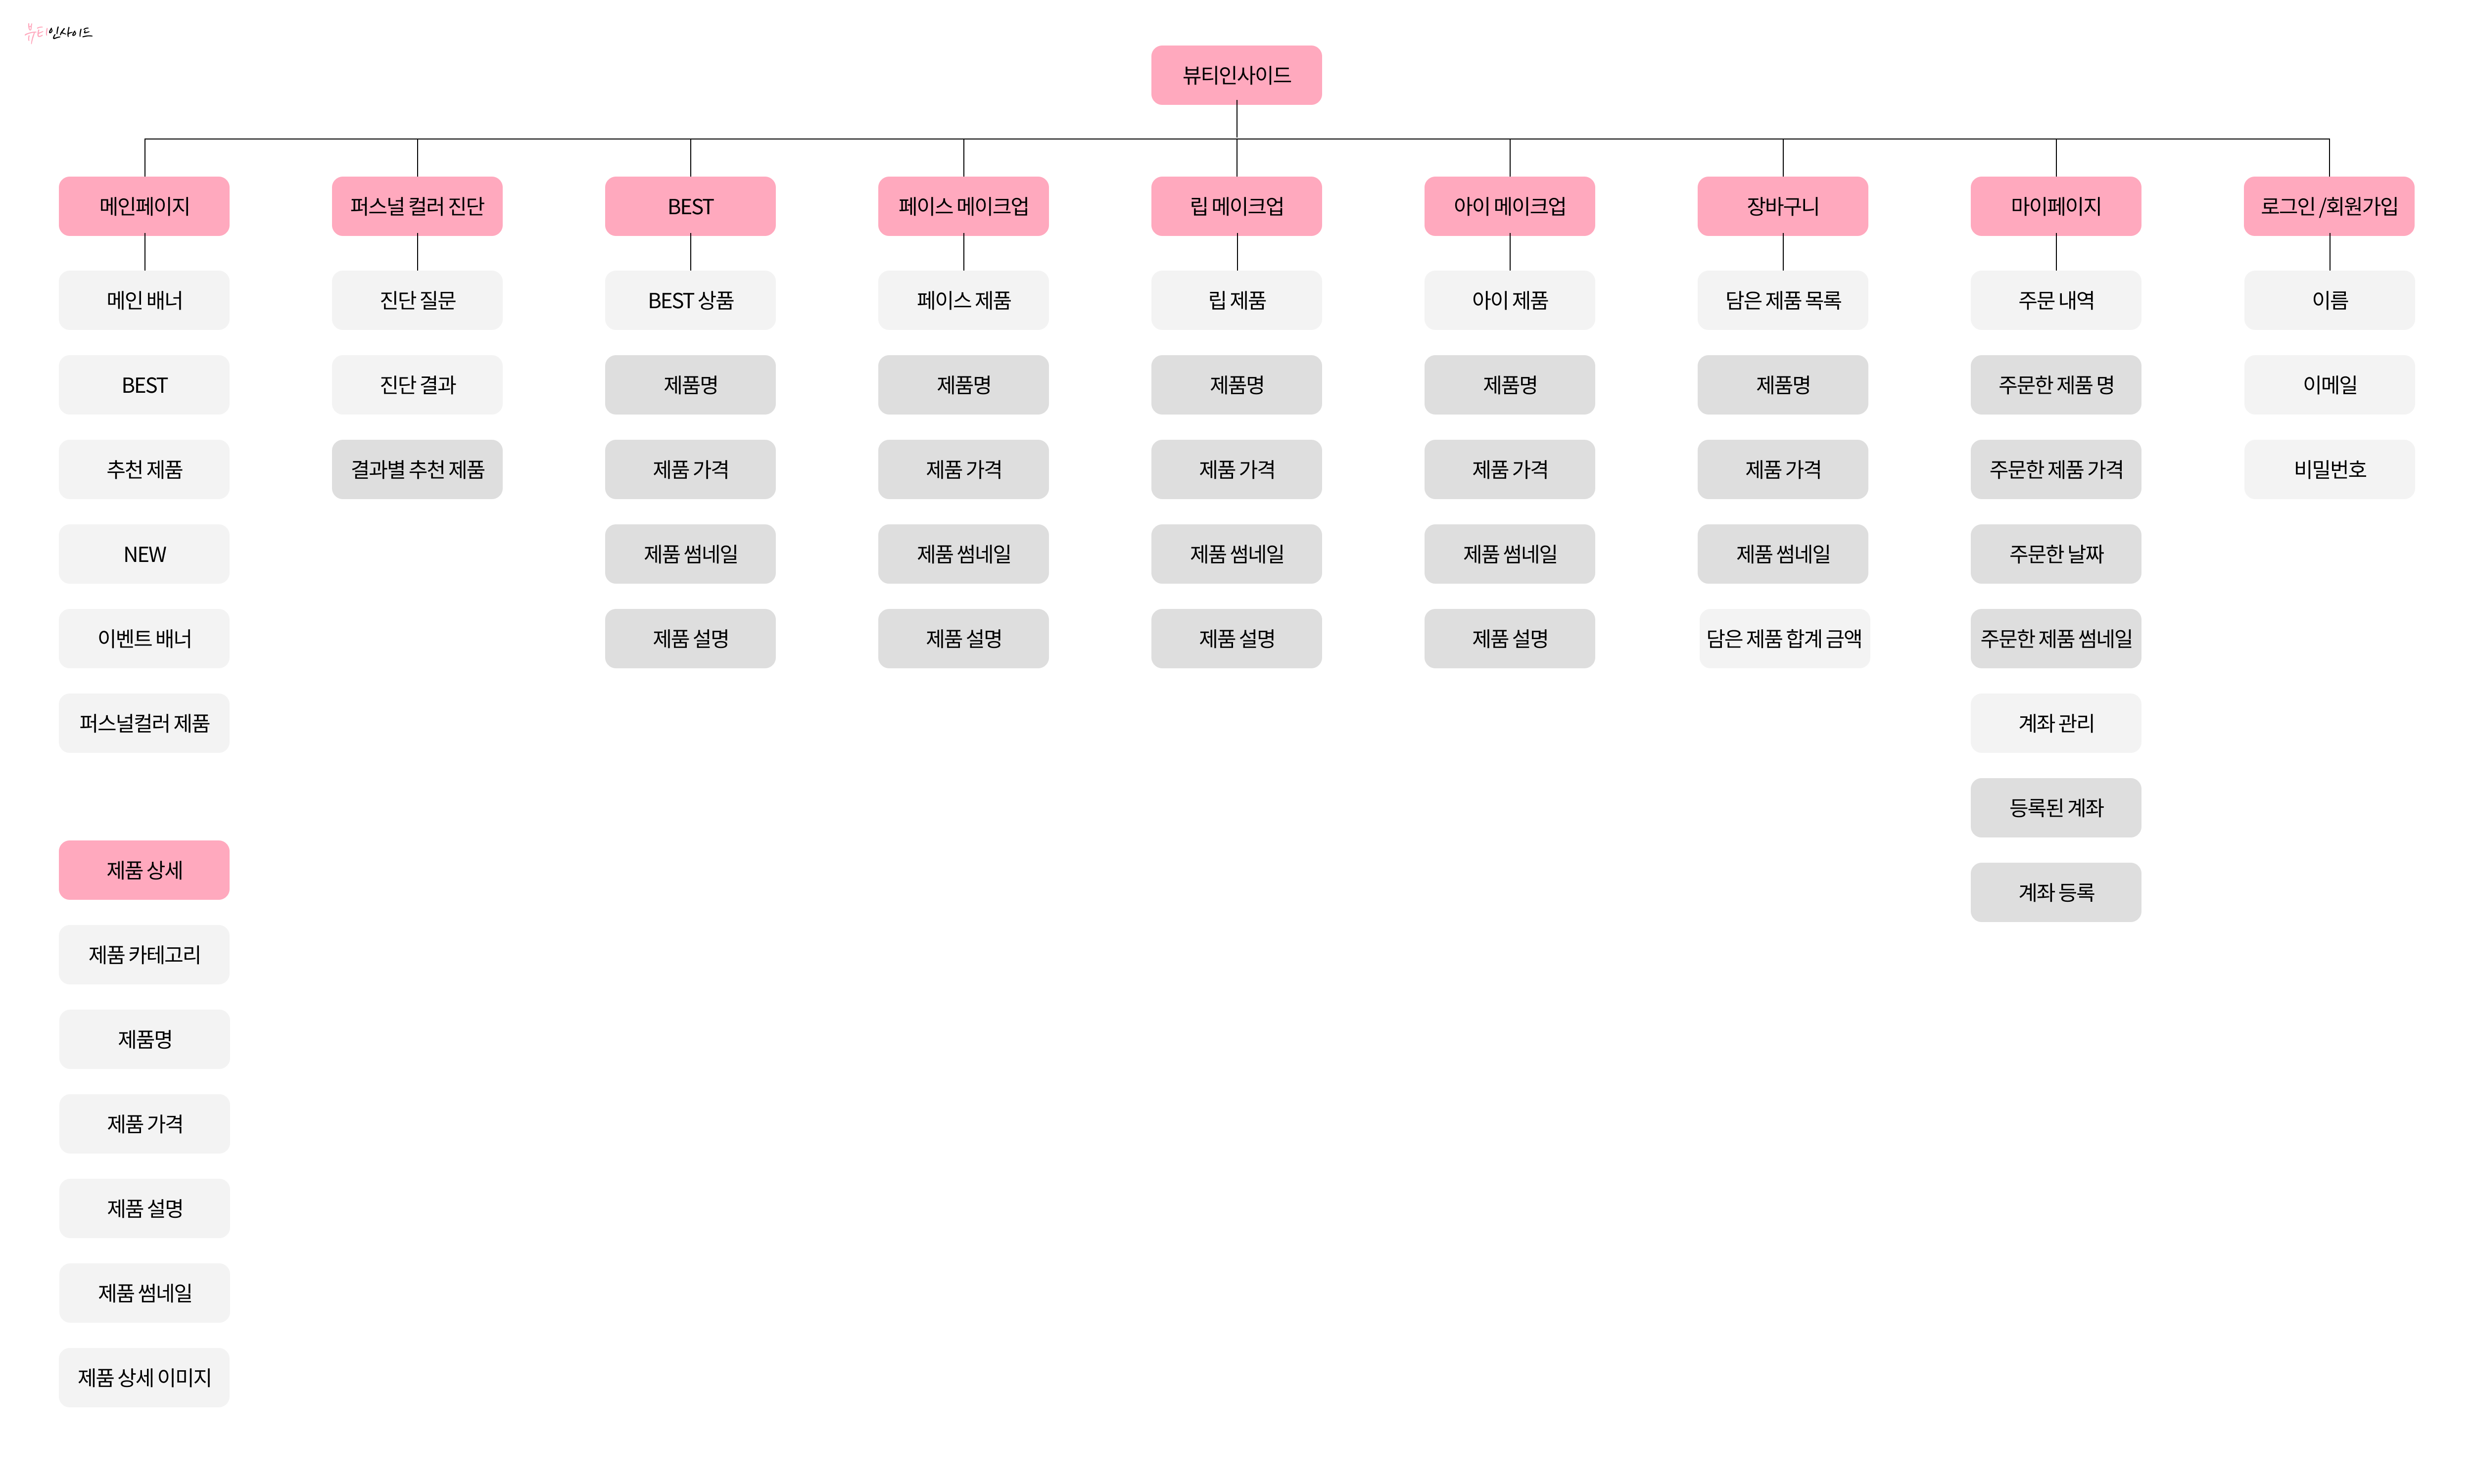 뷰티인사이드
뷰티인사이드
메인페이지
메인 배너
BEST
추천 제품
NEW
이벤트 배너
퍼스널컬러 제품
퍼스널 컬러 진단
진단 질문
진단 결과
결과별 추천 제품
BEST
BEST 상품
제품명
제품 가격
제품 썸네일
제품 설명
페이스 메이크업
페이스 제품
제품명
제품 가격
제품 썸네일
제품 설명
립 메이크업
립 제품
제품명
제품 가격
제품 썸네일
제품 설명
아이 메이크업
아이 제품
제품명
제품 가격
제품 썸네일
제품 설명
장바구니
담은 제품 목록
제품명
제품 가격
제품 썸네일
담은 제품 합계 금액
마이페이지
주문 내역
주문한 제품 명
주문한 제품 가격
주문한 날짜
주문한 제품 썸네일
계좌 관리
등록된 계좌
계좌 등록
로그인 /회원가입
이름
이메일
비밀번호
제품 상세
제품 카테고리
제품명
제품 가격
제품 설명
제품 썸네일
제품 상세 이미지